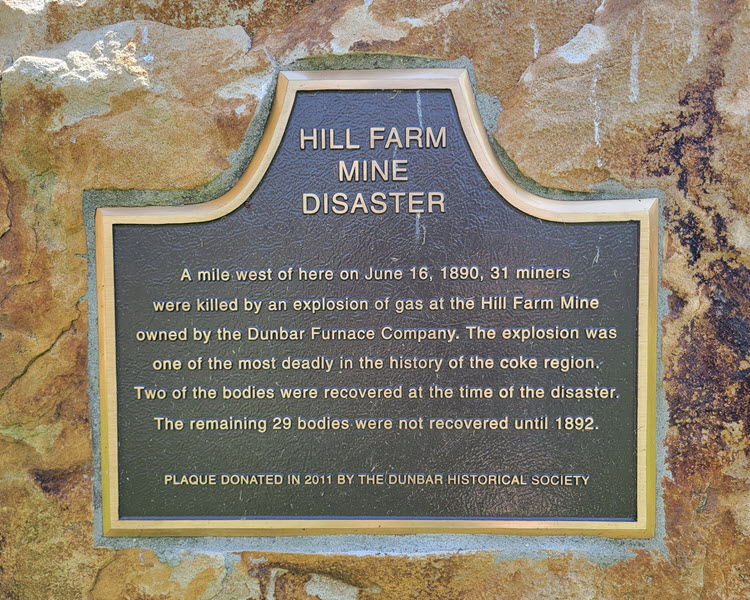 HILL FARM
MINE
DISASTER
A mile west of here on June 16, 1890, 31 miners
were killed by an explosion of gas at the Hill Farm Mine
owned by the Dunbar Furnace Company. The explosion was
one of the most deadly in the history of the coke region.
Two of the bodies were recovered at the time of the disaster.
The remaining 29 bodies were not recovered until 1892.
PLAQUE DONATED IN 2011 BY THE DUNBAR HISTORICAL SOCIETY